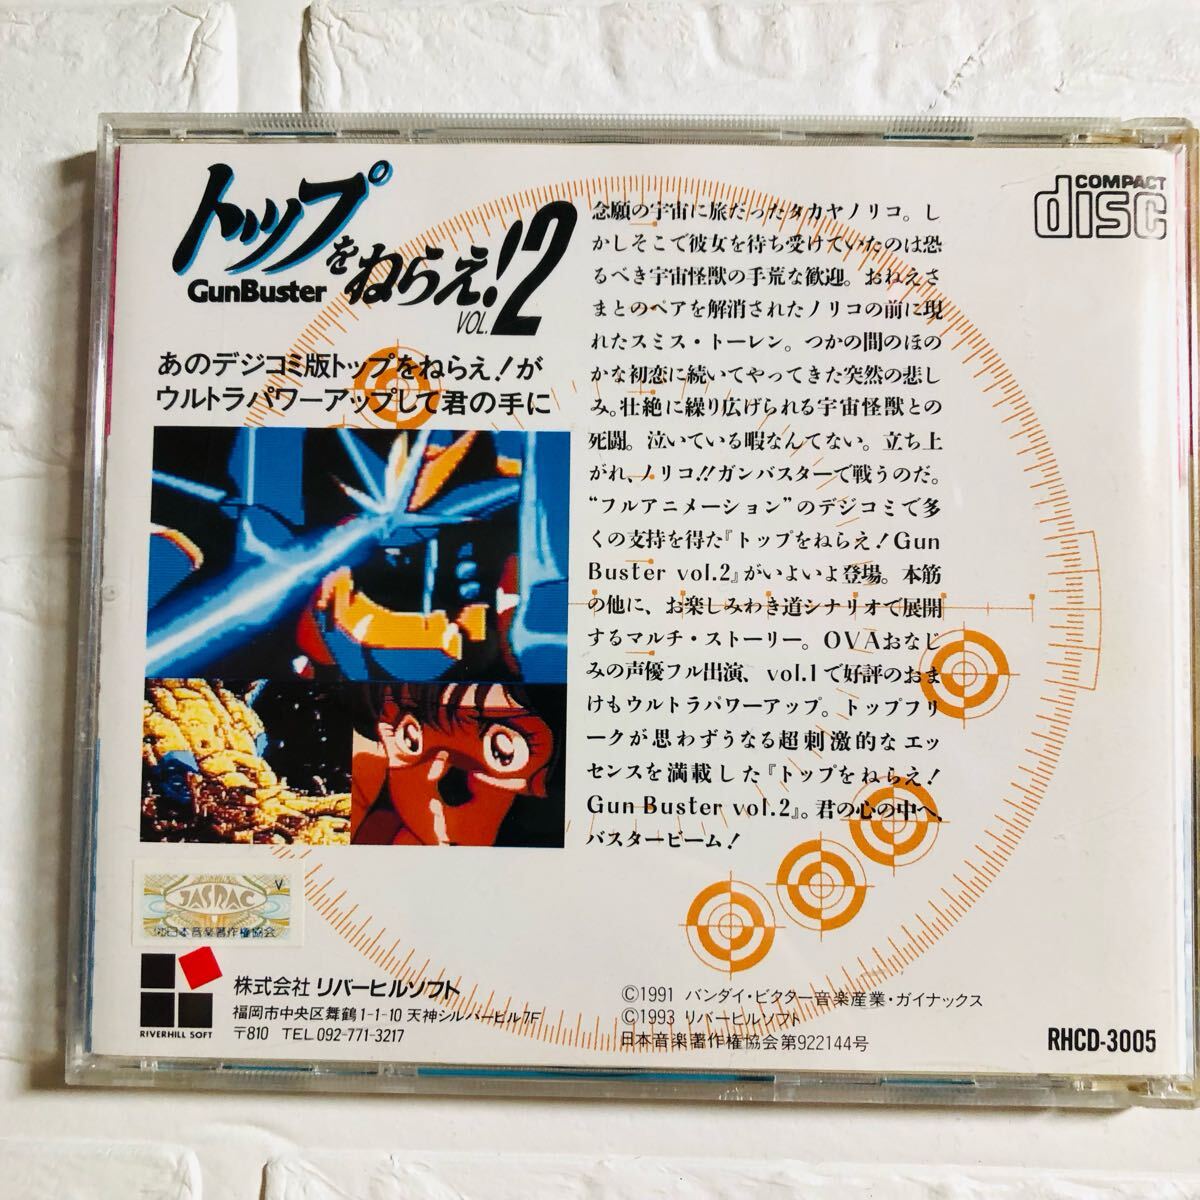 トップをねらえ!
GunBuster
VOL.2
あのデジコミ版トップをねらえ!が
ウルトラパワーアップして君の手に
COMPACT
disc
念願の宇宙に旅だったタカヤノリコ。し
かしそこで彼女を待ち受けていたのは恐
るべき宇宙怪獣の手荒な歓迎。おねえさ
まとのペアを解消されたノリコの前に現
れたスミス・トーレン。つかの間のほの
かな初恋に続いてやってきた突然の悲し
み。壮絶に繰り広げられる宇宙怪獣との
死闘。泣いている暇なんてない。立ち上
がれ、ノリコ!!ガンバスターで戦うのだ。
“フルアニメーション”のデジコミで多
くの支持を得た『トップをねらえ! Gun
Buster vol.2』がいよいよ登場。本筋
の他に、お楽しみわき道シナリオで展開
するマルチ・ストーリー。OVAおなじ
みの声優フル出演、vol.1で好評のおま
けもウルトラパワーアップ。トップフリ
ークが思わずうなる超刺激的なエッ
センスを満載した『トップをねらえ!
Gun Buster vol.2』。君の心の中へ、
バスタービーム!
V
JASRAC
(社)日本音楽著作権協会
RIVERHILL SOFT
株式会社 リバーヒルソフト
福岡市中央区舞鶴1-1-10 天神シルバービル7F
〒810 TEL 092-771-3217
©1991 バンダイ・ビクター音楽産業・ガイナックス
©1993 リバーヒルソフト
日本音楽著作権協会第922144号
RHCD-3005